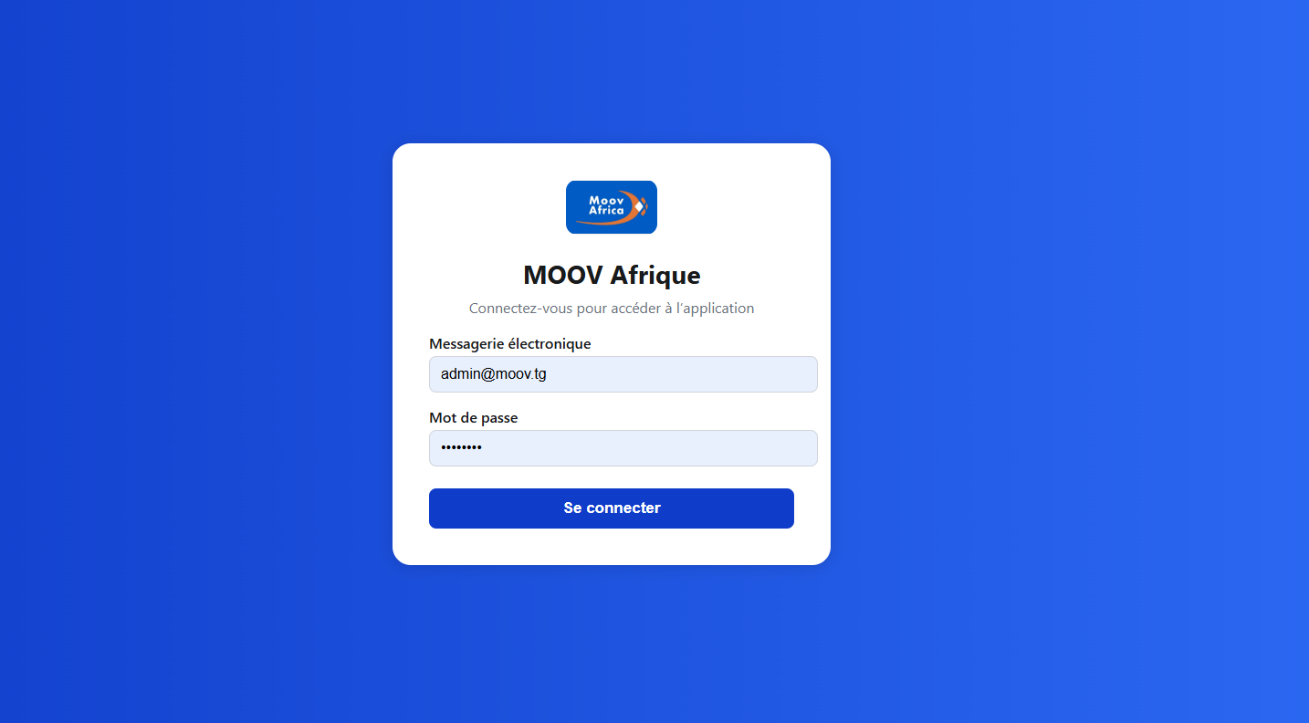 Moov
Africa
MOOV Afrique
Connectez-vous pour accéder à l’application
Messagerie électronique
admin@moov.tg
Mot de passe
••••••••
Se connecter